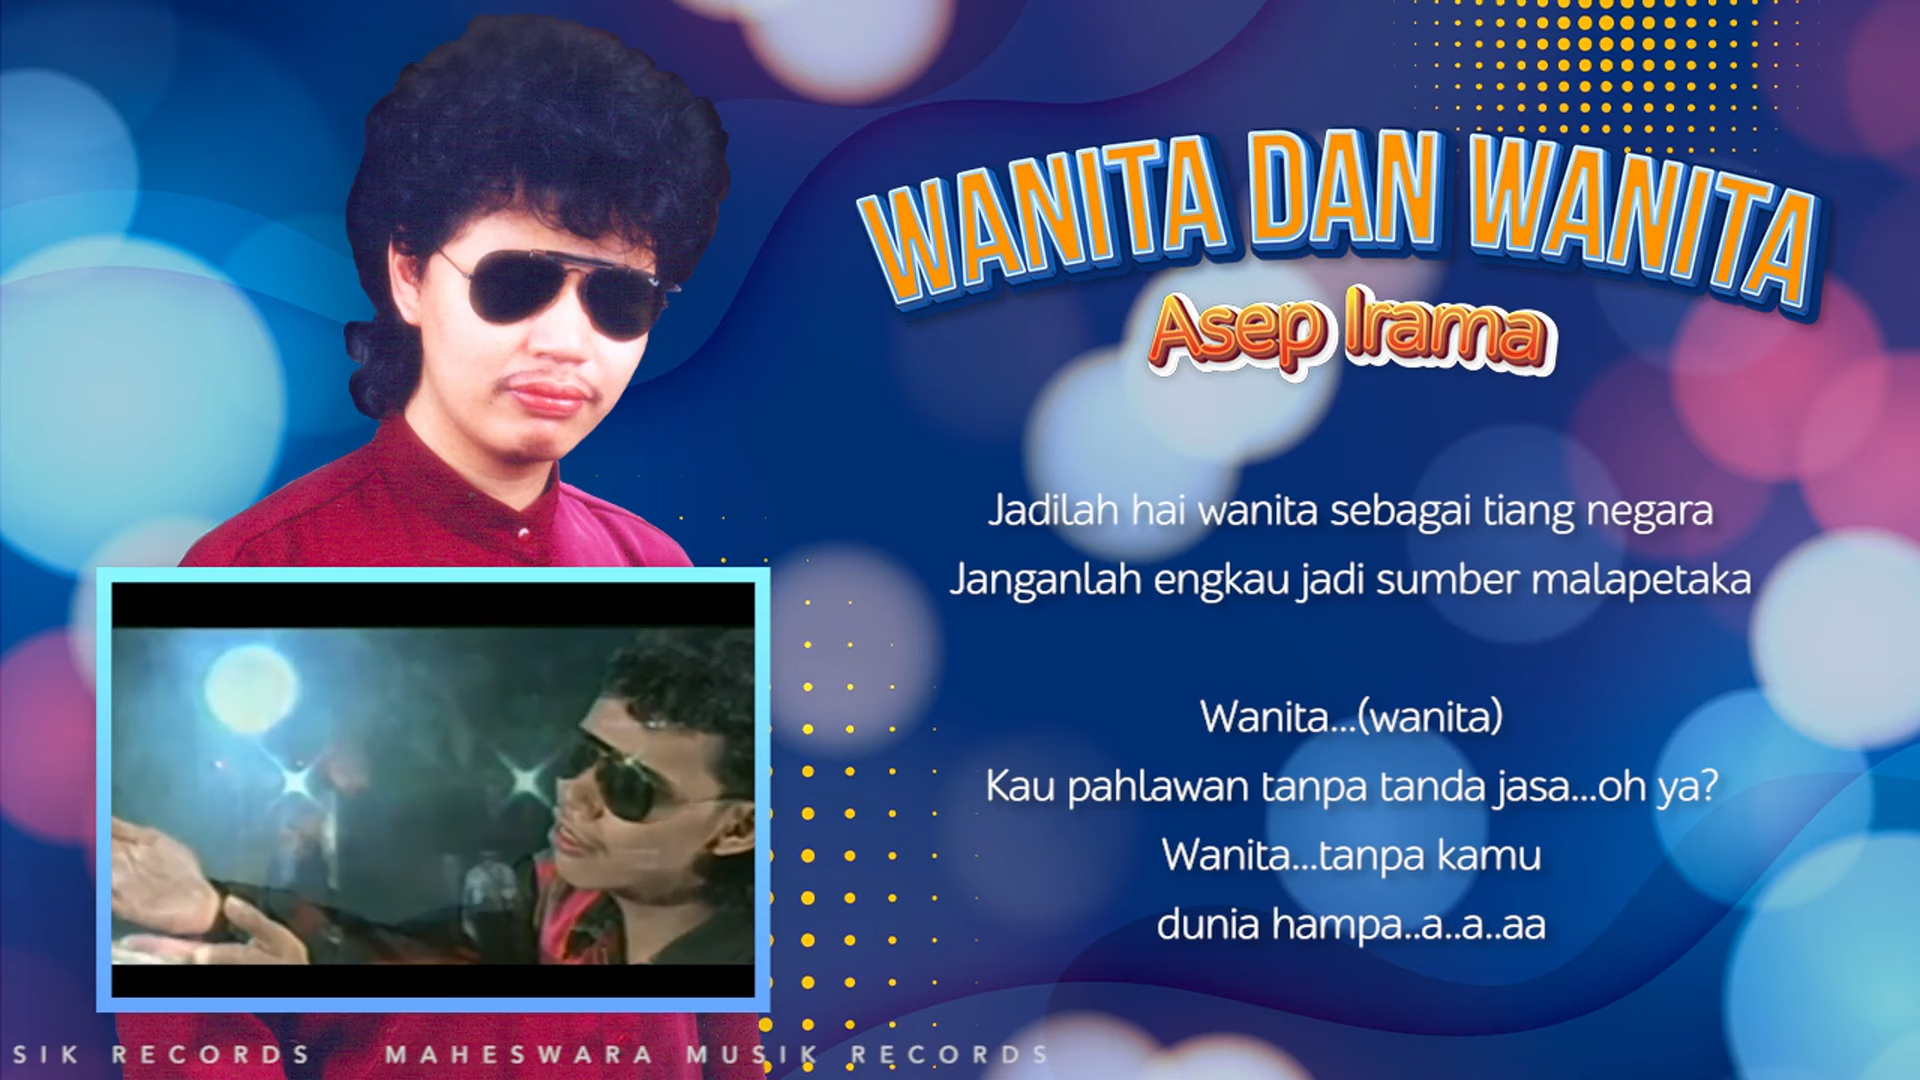 WANITA DAN WANITA
Asep Irama
Jadilah hai wanita sebagai tiang negara
Janganlah engkau jadi sumber malapetaka
Wanita...(wanita)
Kau pahlawan tanpa tanda jasa...oh ya?
Wanita...tanpa kamu
dunia hampa..a..a..aa
SIK RECORDS MAHESWARA MUSIK RECORDS